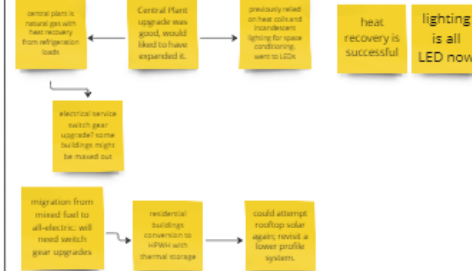 central plant is
natural gas with
heat recovery
from refrigeration
loads
Central Plant
upgrade was
good, would
liked to have
expanded it.
previously relied
on heat coils and
incandescent
lighting for space
conditioning.
went to LEDs
heat
recovery is
successful
lighting
is all
LED now
electrical service
switch gear
upgrade? some
buildings might
be maxed out
migration from
mixed fuel to
all-electric: will
need switch
gear upgrades
residential
buildings
conversion to
HPWH with
thermal storage
could attempt
rooftop solar
again; revisit a
lower profile
system.